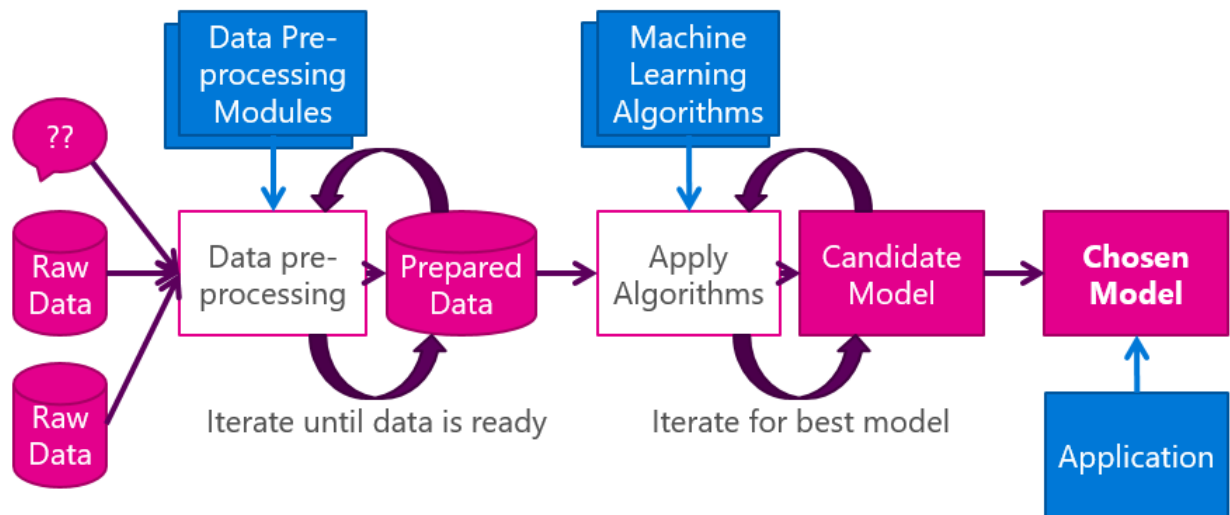 Data Pre-
processing
Modules
Machine
Learning
Algorithms
??
Raw
Data
Data pre-
processing
Prepared
Data
Apply
Algorithms
Candidate
Model
Chosen
Model
Raw
Data
Iterate until data is ready
Iterate for best model
Application